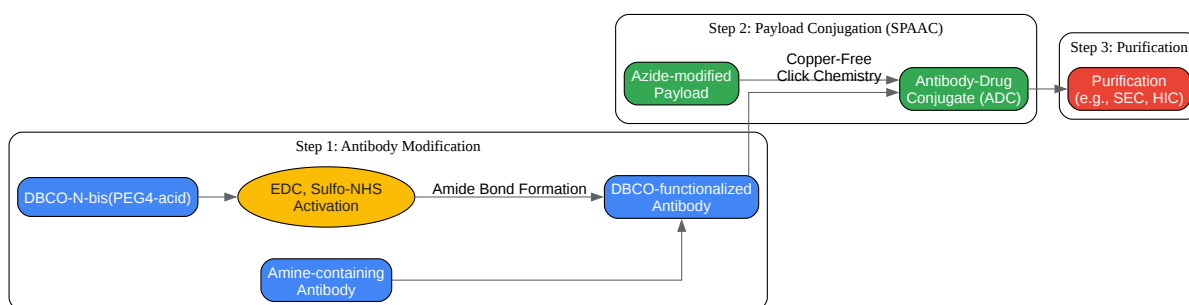 Step 2: Payload Conjugation (SPAAC)
Azide-modified
Payload
Copper-Free
Click Chemistry
Antibody-Drug
Conjugate (ADC)
Step 3: Purification
Purification
(e.g., SEC, HIC)
Step 1: Antibody Modification
DBCO-N-bis(PEG4-acid)
EDC, Sulfo-NHS
Activation
Amide Bond Formation
DBCO-functionalized
Antibody
Amine-containing
Antibody